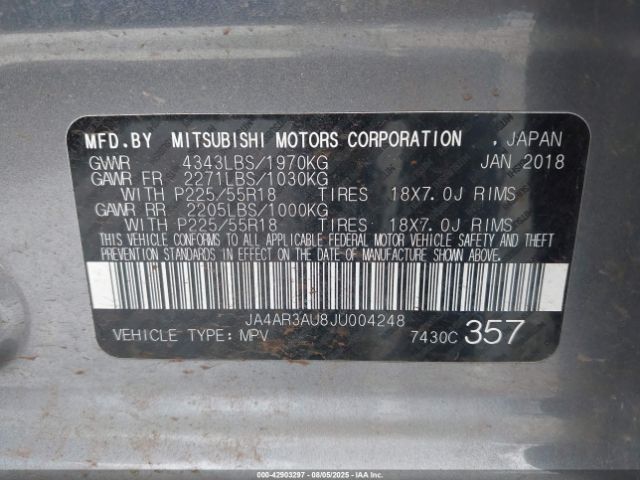 MFD.BY MITSUBISHI MOTORS CORPORATION , JAPAN
GVWR 4343LBS/1970KG JAN 2018
GAWR FR 2271LBS/1030KG
WITH P225/55R18 TIRES 18X7.0J RIMS
GAWR RR 2205LBS/1000KG
WITH P225/55R18 TIRES 18X7.0J RIMS
THIS VEHICLE CONFORMS TO ALL APPLICABLE FEDERAL MOTOR VEHICLE SAFETY AND THEFT
PREVENTION STANDARDS IN EFFECT ON THE DATE OF MANUFACTURE SHOWN ABOVE.
JA4AR3AU8JU004248
VEHICLE TYPE: MPV 7430C 357
000-42903297 - 08/05/2025 - COPYRIGHT IAA